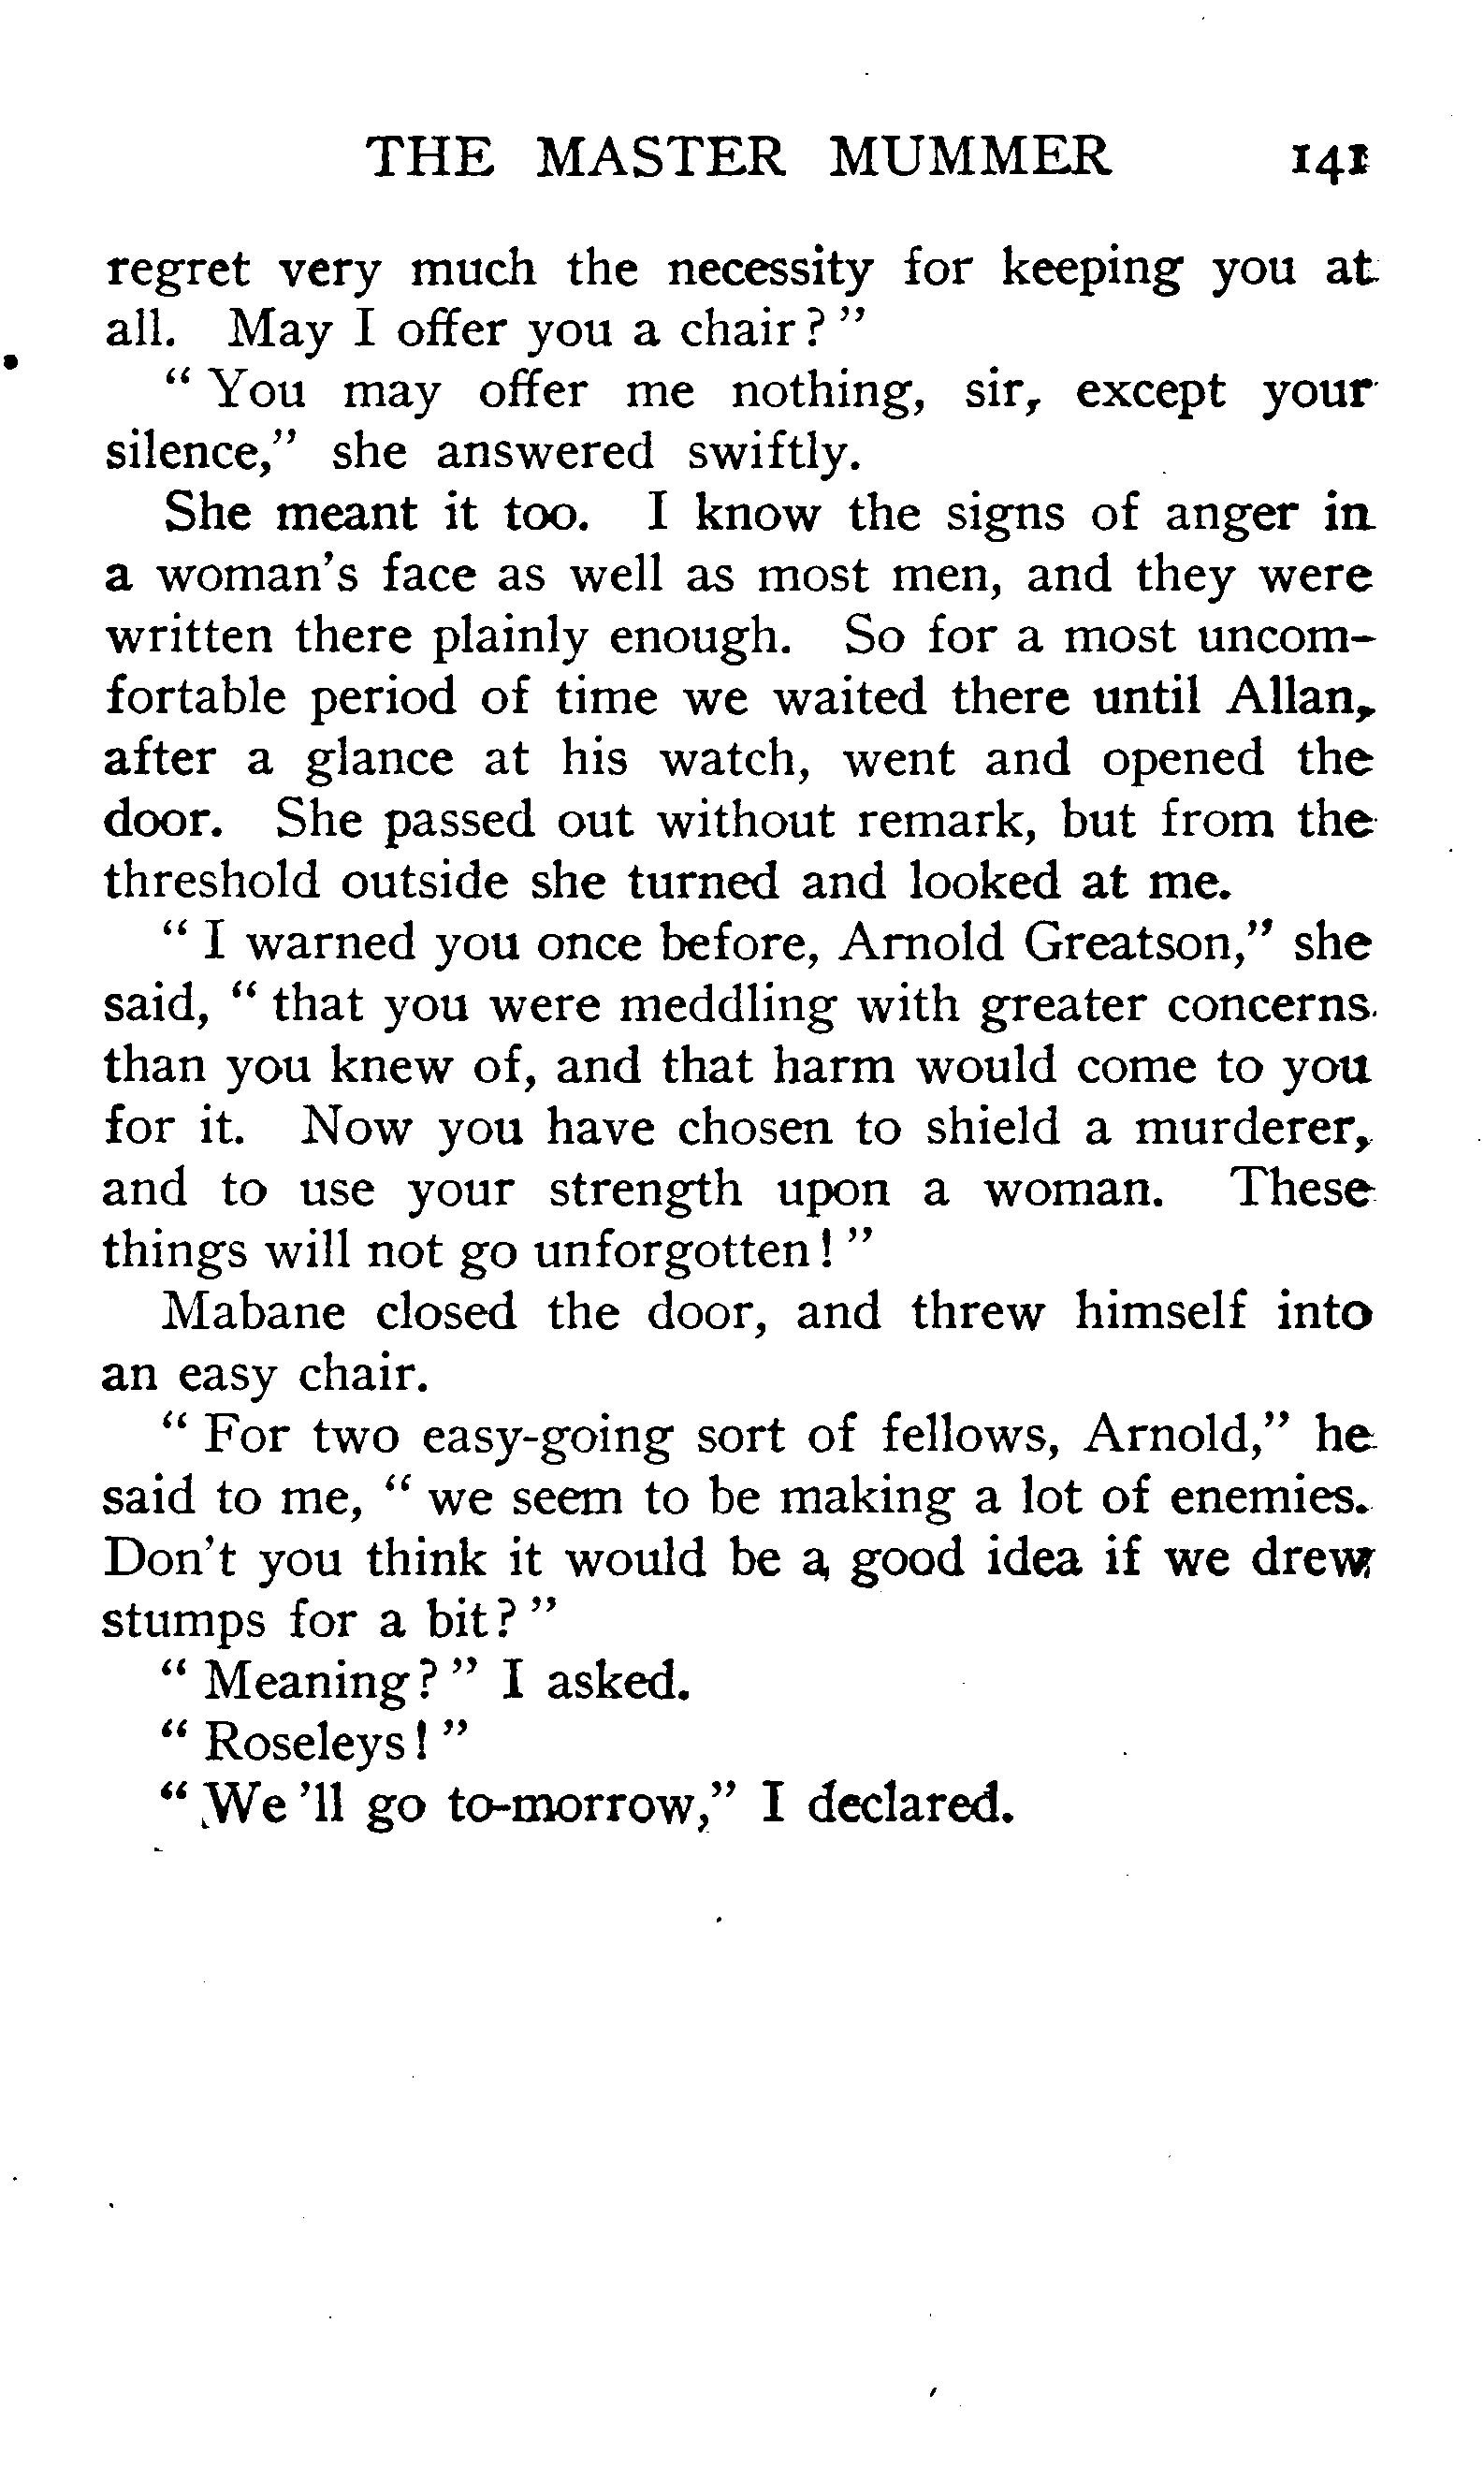 THE MASTER MUMMER 141
regret very much the necessity for keeping you at
all. May I offer you a chair?"
"You may offer me nothing, sir, except your
silence," she answered swiftly.
She meant it too. I know the signs of anger in
a woman's face as well as most men, and they were
written there plainly enough. So for a most uncom-
fortable period of time we waited there until Allan,
after a glance at his watch, went and opened the
door. She passed out without remark, but from the
threshold outside she turned and looked at me.
"I warned you once before, Arnold Greatson," she
said, "that you were meddling with greater concerns
than you knew of, and that harm would come to you
for it. Now you have chosen to shield a murderer,
and to use your strength upon a woman. These
things will not go unforgotten!"
Mabane closed the door, and threw himself into
an easy chair.
"For two easy-going sort of fellows, Arnold," he
said to me, "we seem to be making a lot of enemies.
Don't you think it would be a good idea if we drew
stumps for a bit?"
"Meaning?" I asked.
"Roseleys!"
"We'll go to-morrow," I declared.